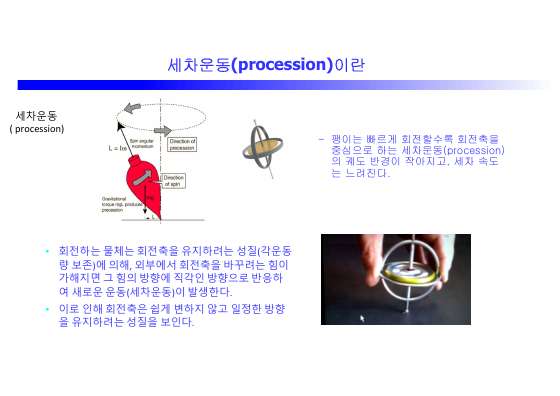 세차운동(procession)이란
세차운동
( procession)
L = Iω
Spin angular
momentum
Direction of
precession
Direction
of spin
Gravitational
torque mgL produces
precession
L
– 팽이는 빠르게 회전할수록 회전축을
중심으로 하는 세차운동(procession)
의 궤도 반경이 작아지고, 세차 속도
는 느려진다.
• 회전하는 물체는 회전축을 유지하려는 성질(각운동
량 보존)에 의해, 외부에서 회전축을 바꾸려는 힘이
가해지면 그 힘의 방향에 직각인 방향으로 반응하
여 새로운 운동(세차운동)이 발생한다.
• 이로 인해 회전축은 쉽게 변하지 않고 일정한 방향
을 유지하려는 성질을 보인다.